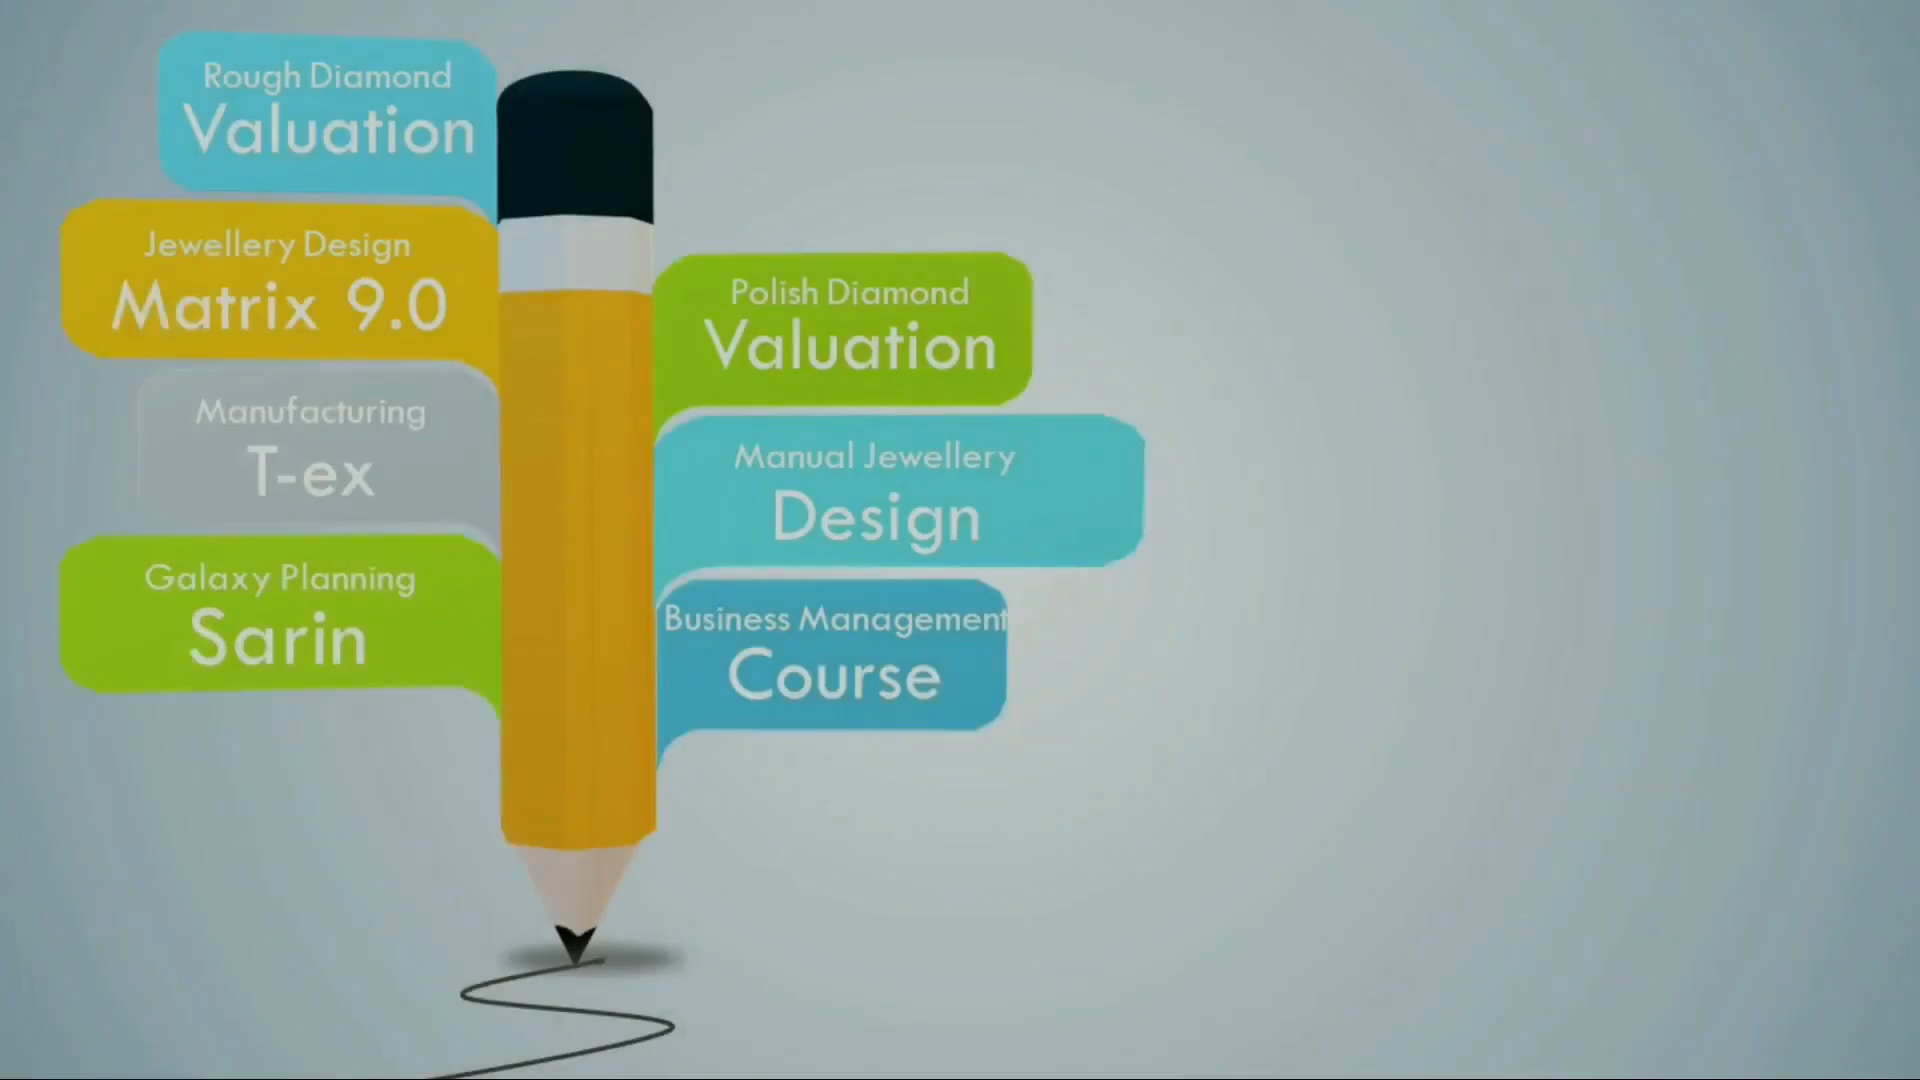 Rough Diamond
Valuation
Jewellery Design
Matrix 9.0
Manufacturing
T-ex
Galaxy Planning
Sarin
Polish Diamond
Valuation
Manual Jewellery
Design
Business Management
Course